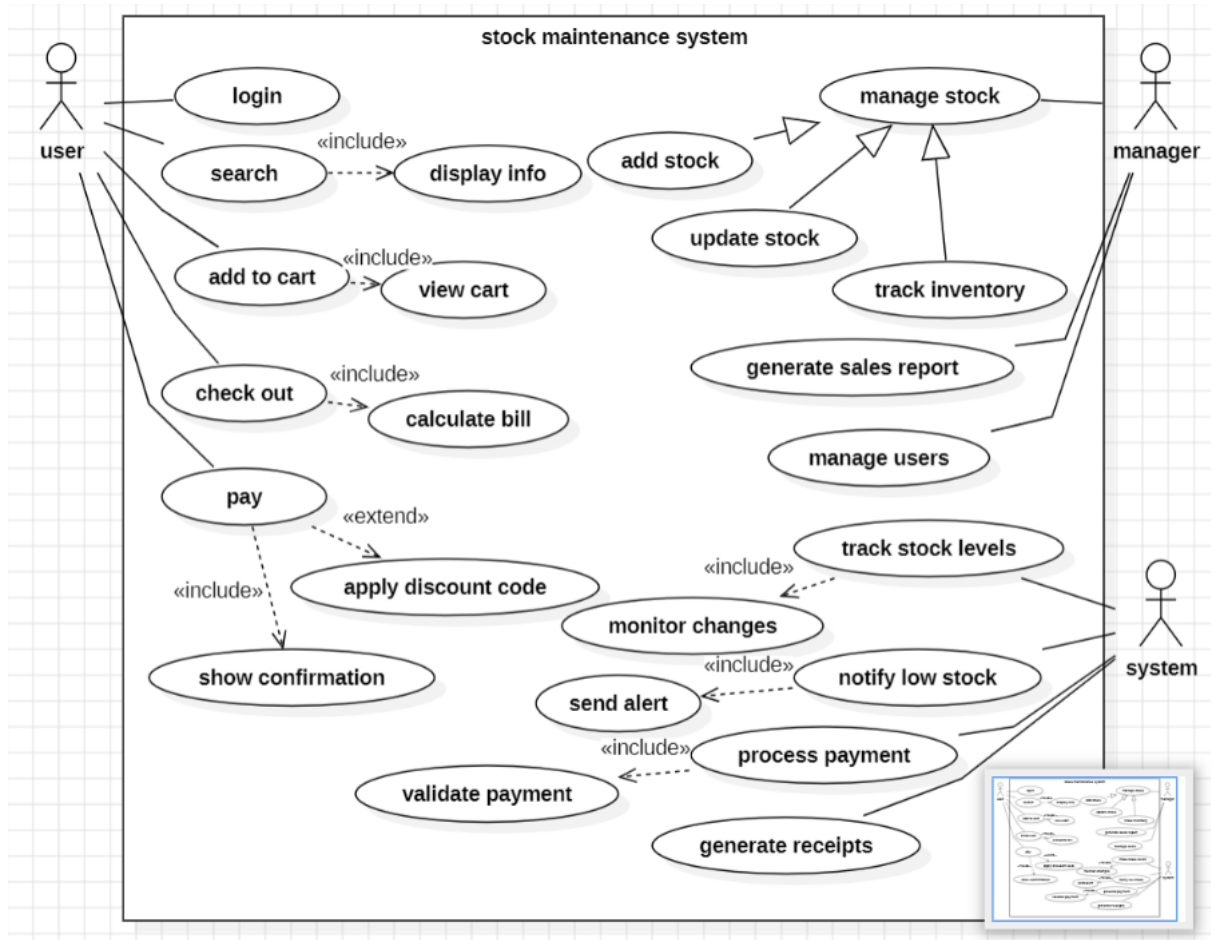 stock maintenance system
login
manage stock
user
manager
«include»
search
display info
add stock
update stock
add to cart
«include»
view cart
track inventory
generate sales report
check out
«include»
calculate bill
manage users
pay
«extend»
track stock levels
«include»
apply discount code
«include»
monitor changes
system
show confirmation
«include»
notify low stock
send alert
«include»
process payment
validate payment
generate receipts